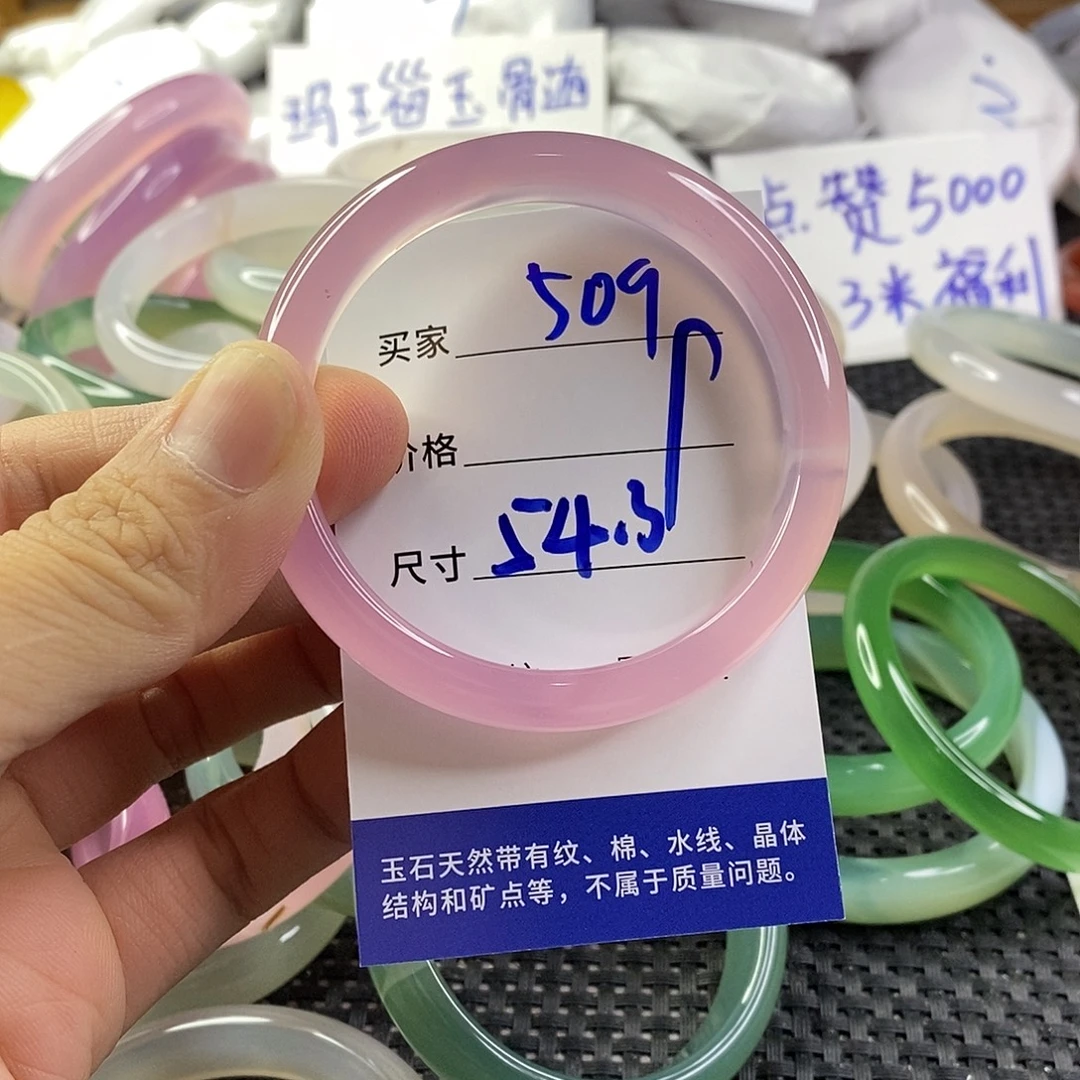 玛瑙玉骨随
点赞5000
3米福利
买家 509
价格
尺寸 54.3
玉石天然带有纹、棉、水线、晶体
结构和矿点等，不属于质量问题。